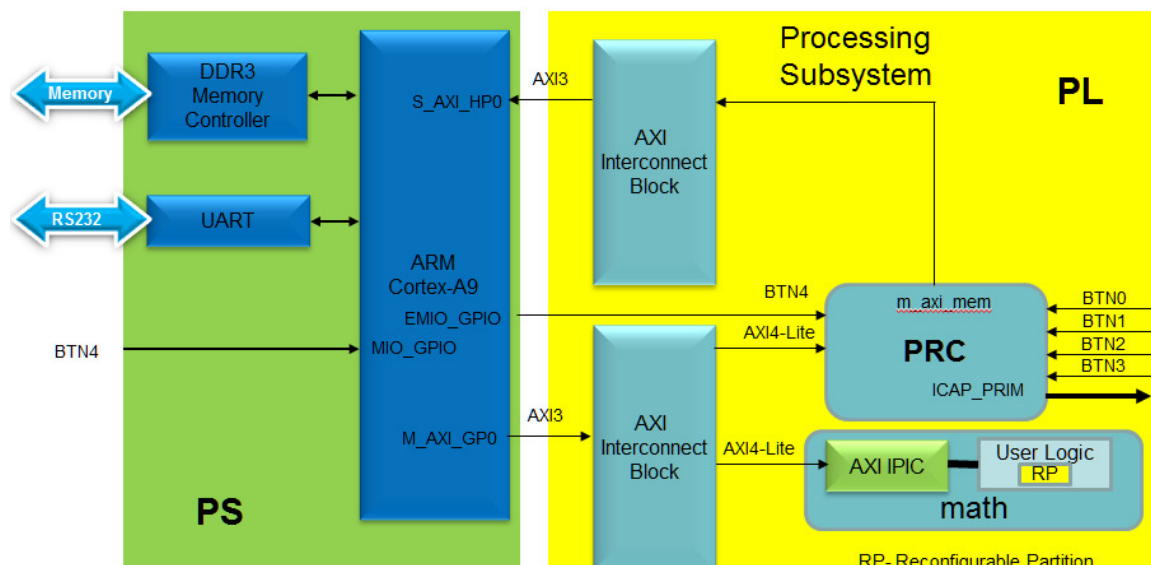 Processing
Subsystem
PL
Memory
DDR3
Memory
Controller
S_AXI_HP0
AXI3
AXI
Interconnect
Block
RS232
UART
ARM
Cortex-A9
EMIO_GPIO
MIO_GPIO
BTN4
BTN4
AXI4-Lite
m_axi_mem
PRC
ICAP_PRIM
BTN0
BTN1
BTN2
BTN3
M_AXI_GP0
AXI3
AXI
Interconnect
Block
AXI4-Lite
AXI IPIC
User Logic
RP
math
PS
RP- Reconfigurable Partition